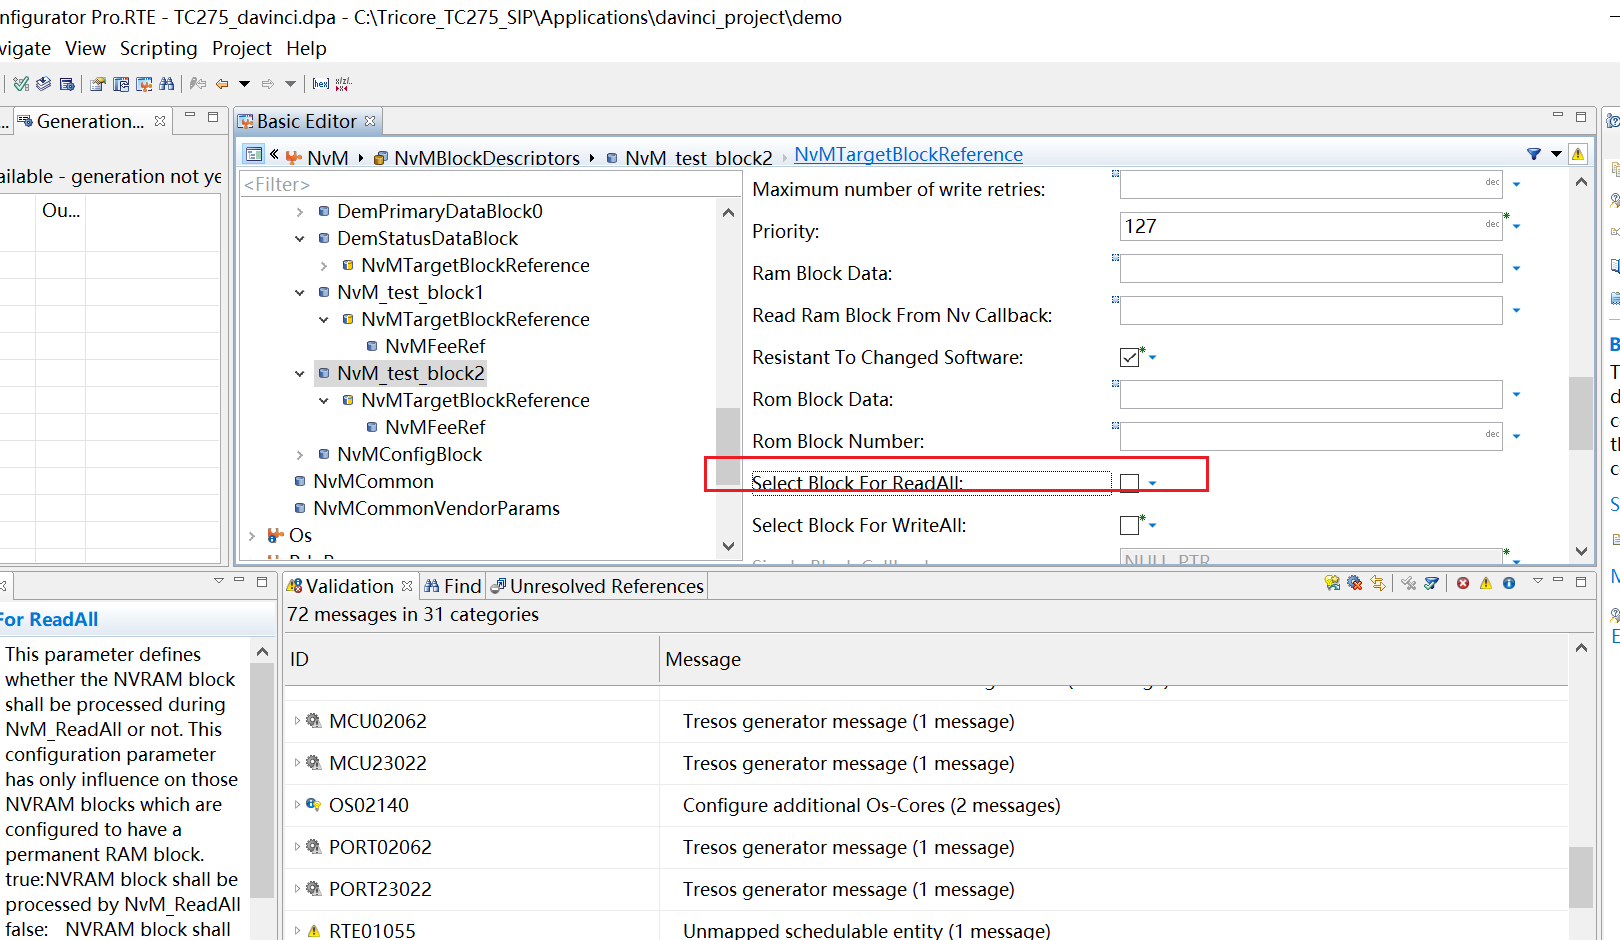 nfigurator Pro.RTE - TC275_davinci.dpa - C:\Tricore_TC275_SIP\Applications\davinci_project\demo
vigate View Scripting Project Help
... Generation...
ailable - generation not ye
Ou...
Basic Editor
« NvM NvMBlockDescriptors NvM_test_block2 NvMTargetBlockReference
<Filter>
DemPrimaryDataBlock0
DemStatusDataBlock
NvMTargetBlockReference
NvM_test_block1
NvMTargetBlockReference
NvMFeeRef
NvM_test_block2
NvMTargetBlockReference
NvMFeeRef
NvMConfigBlock
NvMCommon
NvMCommonVendorParams
Os
Maximum number of write retries: dec
Priority: 127 dec
Ram Block Data:
Read Ram Block From Nv Callback:
Resistant To Changed Software:
Rom Block Data:
Rom Block Number: dec
Select Block For ReadAll:
Select Block For WriteAll:
NULL_PTR
For ReadAll
This parameter defines
whether the NVRAM block
shall be processed during
NvM_ReadAll or not. This
configuration parameter
has only influence on those
NVRAM blocks which are
configured to have a
permanent RAM block.
true:NVRAM block shall be
processed by NvM_ReadAll
false: NVRAM block shall
Validation Find Unresolved References
72 messages in 31 categories
ID Message
MCU02062 Tresos generator message (1 message)
MCU23022 Tresos generator message (1 message)
OS02140 Configure additional Os-Cores (2 messages)
PORT02062 Tresos generator message (1 message)
PORT23022 Tresos generator message (1 message)
RTE01055 Unmapped schedulable entity (1 message)